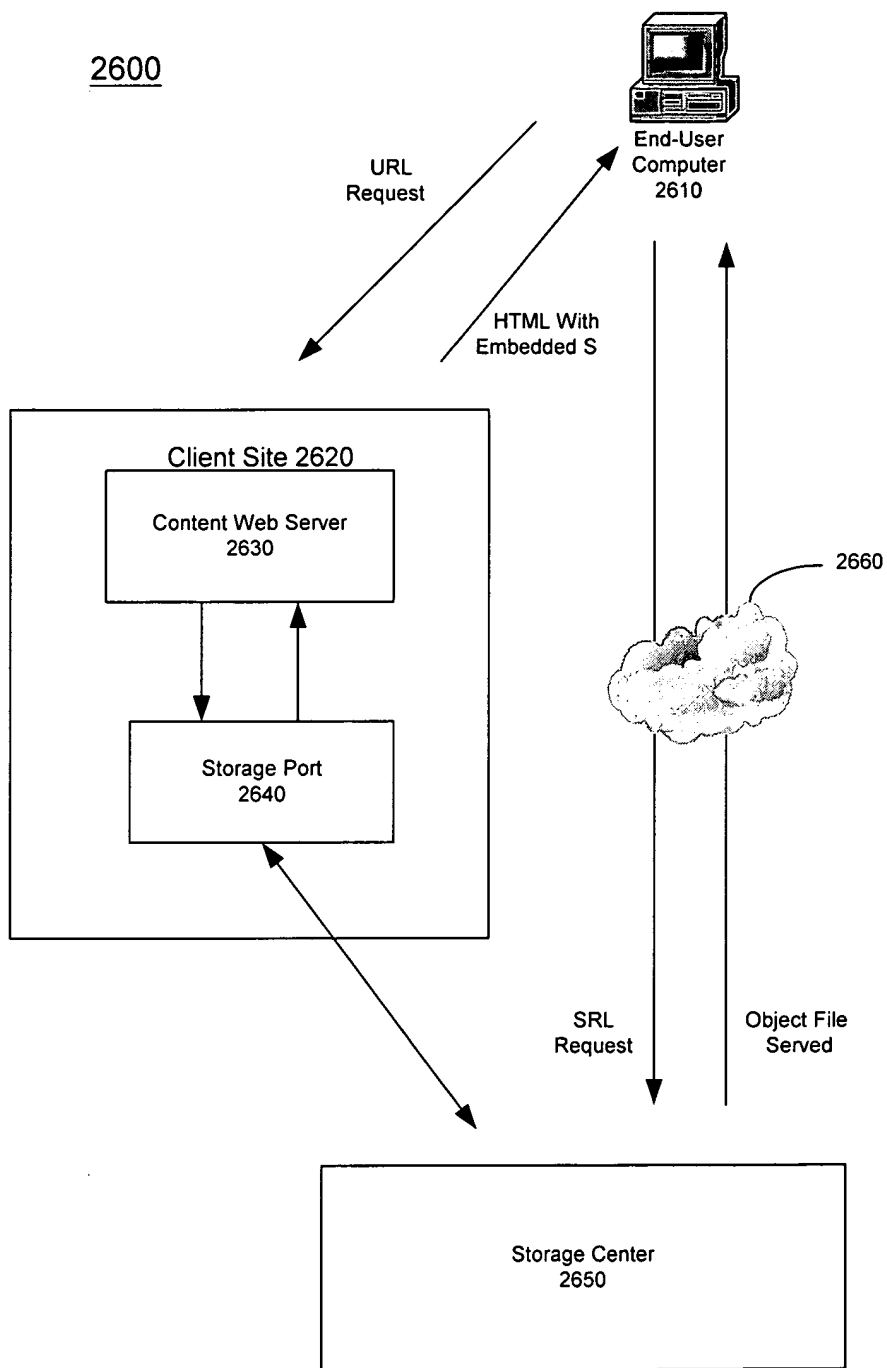 2600
End-User
Computer
2610
URL
Request
HTML With
Embedded S
Client Site 2620
Content Web Server
2630
2660
Storage Port
2640
SRL
Request
Object File
Served
Storage Center
2650